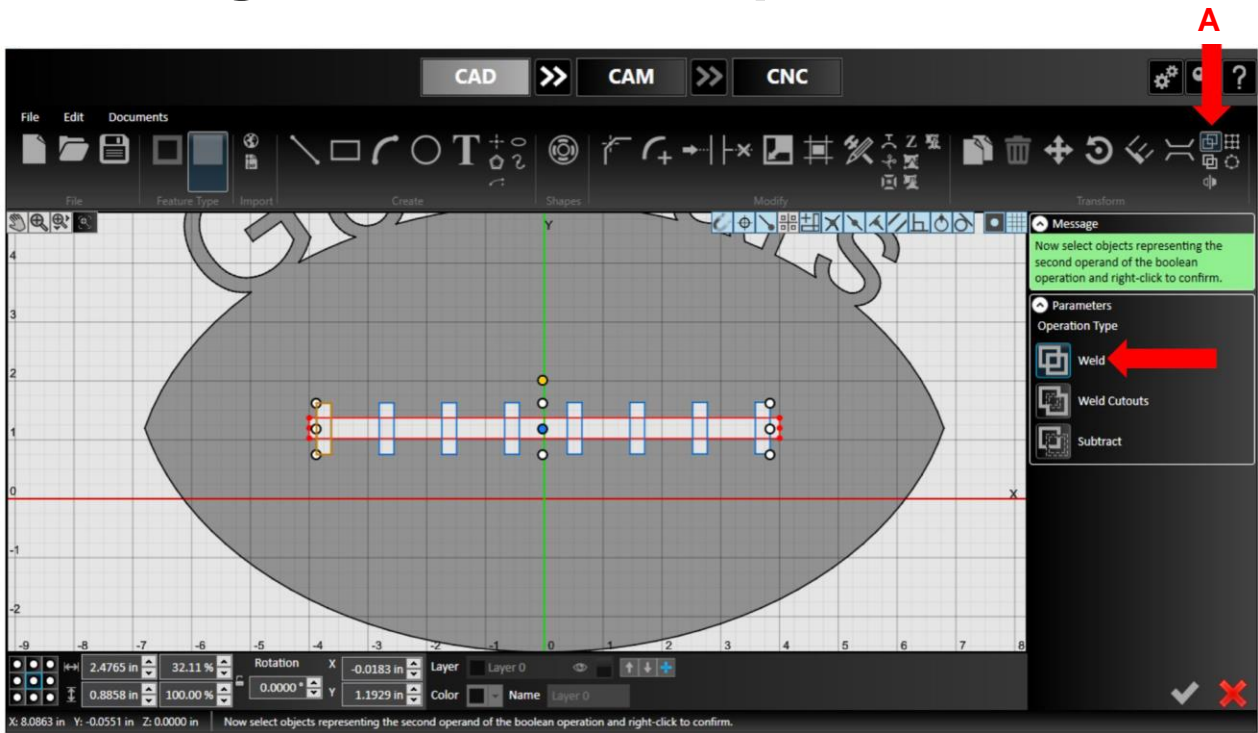 A
CAD
CAM
CNC
?
File Edit Documents
File Feature Type Import Create Shapes Modify Transform
Y
Message
Now select objects representing the
second operand of the boolean
operation and right-click to confirm.
Parameters
Operation Type
Weld
Weld Cutouts
Subtract
4
3
2
1
0
X
-1
-2
-9 -8 -7 -6 -5 -4 -3 -2 -1 0 1 2 3 4 5 6 7 8
2.4765 in 32.11 % Rotation X -0.0183 in Layer Layer 0
0.8858 in 100.00 % 0.0000 ° Y 1.1929 in Color Name Layer 0
X: 8.0863 in Y: -0.0551 in Z: 0.0000 in Now select objects representing the second operand of the boolean operation and right-click to confirm.